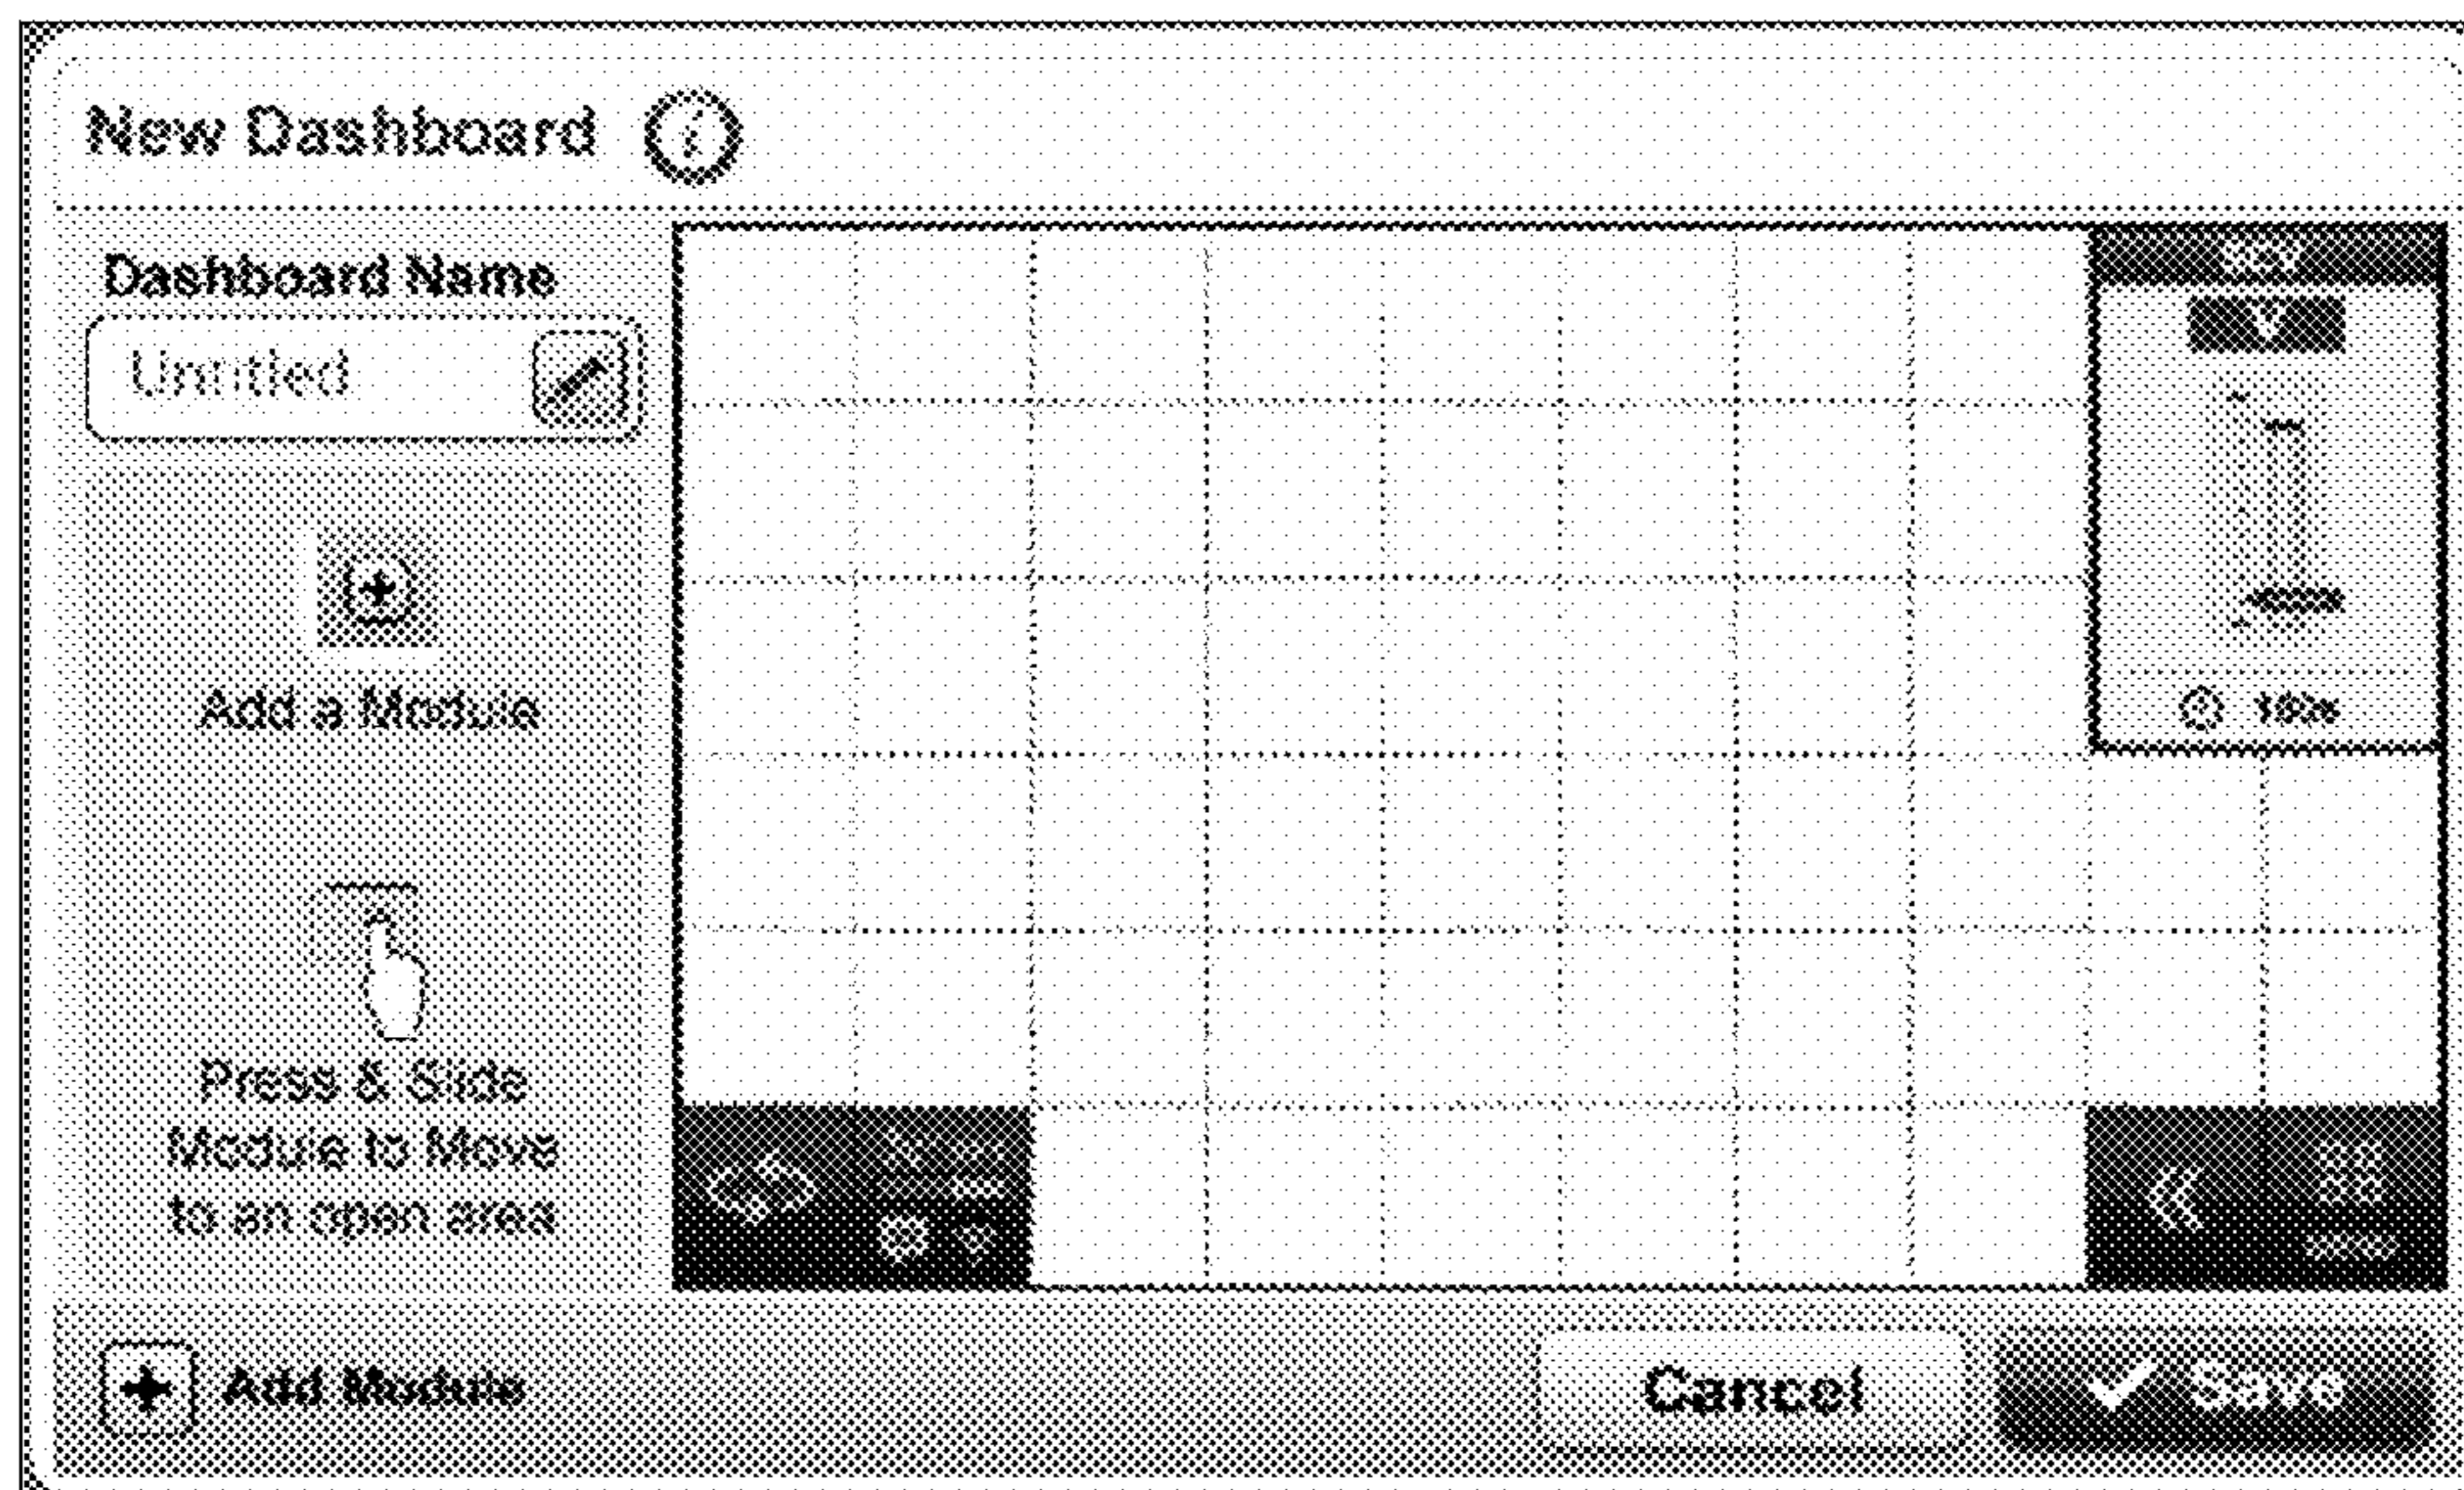 New Dashboard i
Dashboard Name
Untitled
Add a Module
Press & Slide
Module to Move
to an open area
Add Module
Cancel
Save